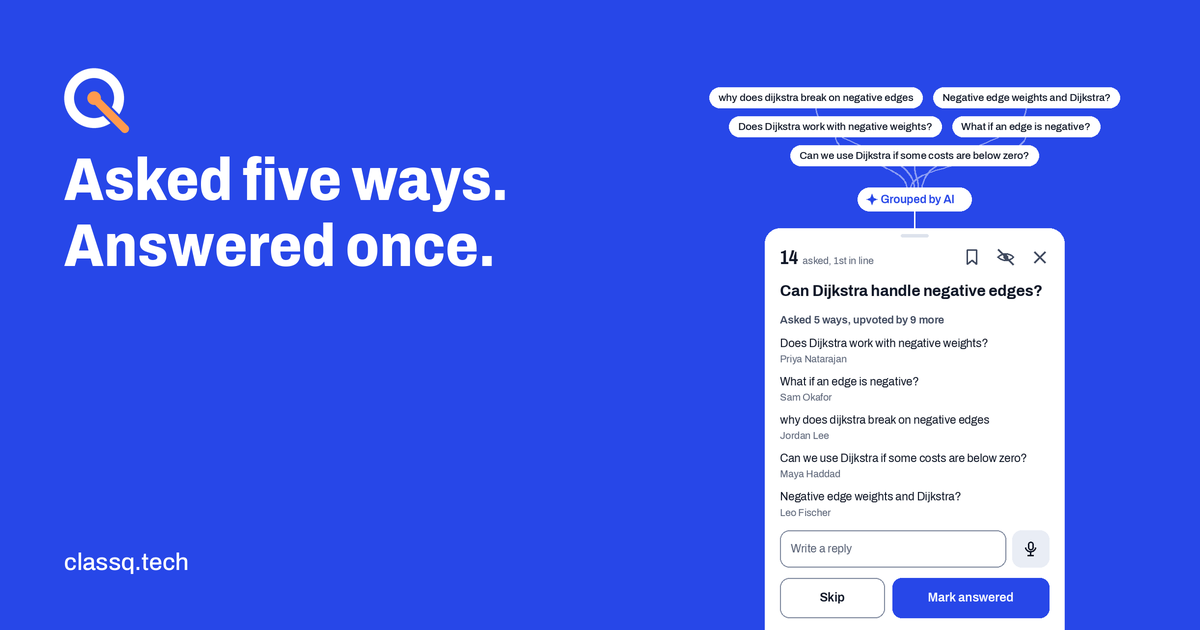 Asked five ways.
Answered once.
classq.tech
why does dijkstra break on negative edges
Negative edge weights and Dijkstra?
Does Dijkstra work with negative weights?
What if an edge is negative?
Can we use Dijkstra if some costs are below zero?
Grouped by AI
14 asked, 1st in line
Can Dijkstra handle negative edges?
Asked 5 ways, upvoted by 9 more
Does Dijkstra work with negative weights?
Priya Natarajan
What if an edge is negative?
Sam Okafor
why does dijkstra break on negative edges
Jordan Lee
Can we use Dijkstra if some costs are below zero?
Maya Haddad
Negative edge weights and Dijkstra?
Leo Fischer
Write a reply
Skip
Mark answered